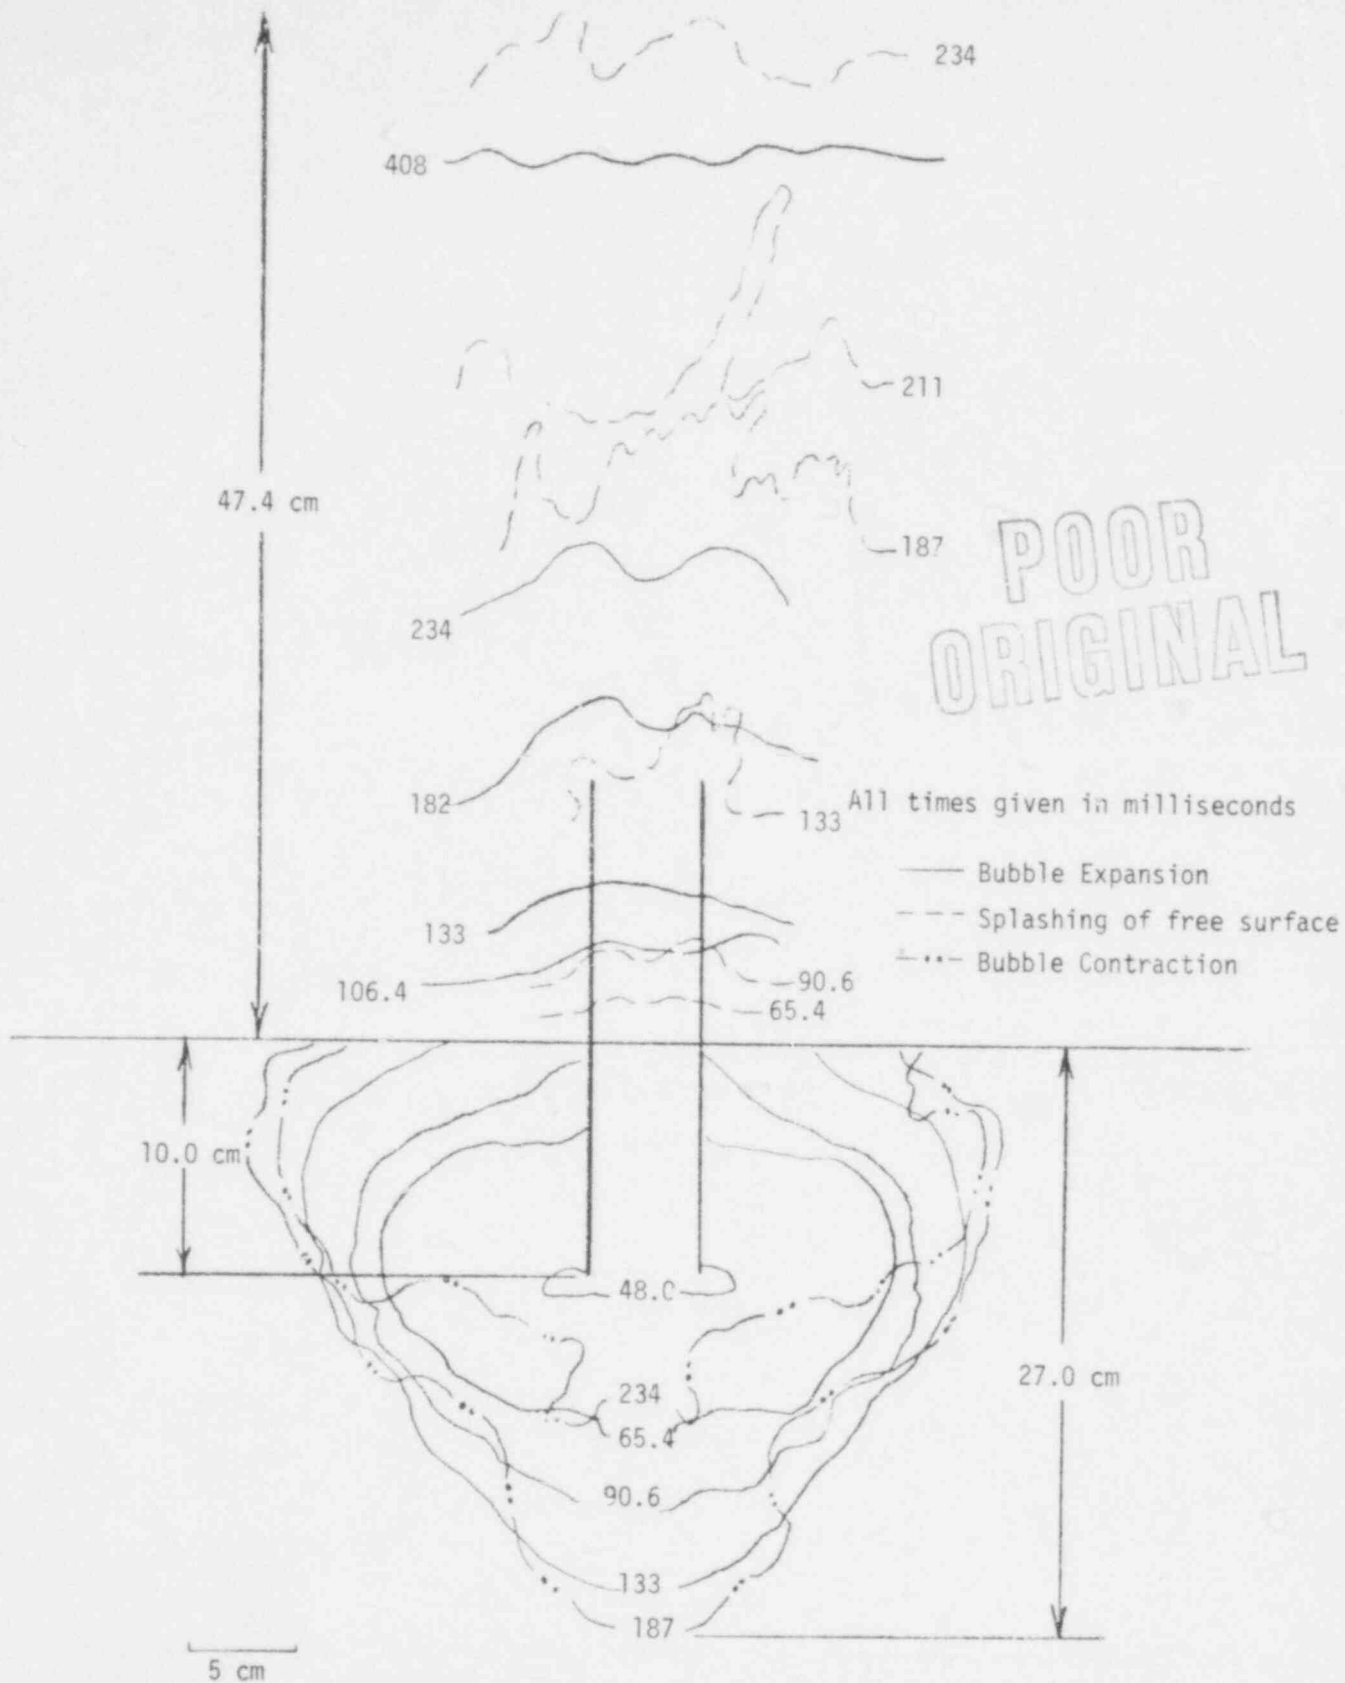 234
408
211
47.4 cm
187
POOR
ORIGINAL
234
182
133
All times given in milliseconds
Bubble Expansion
133
Splashing of free surface
Bubble Contraction
106.4
90.6
65.4
10.0 cm
48.0
27.0 cm
234
65.4
90.6
133
187
5 cm